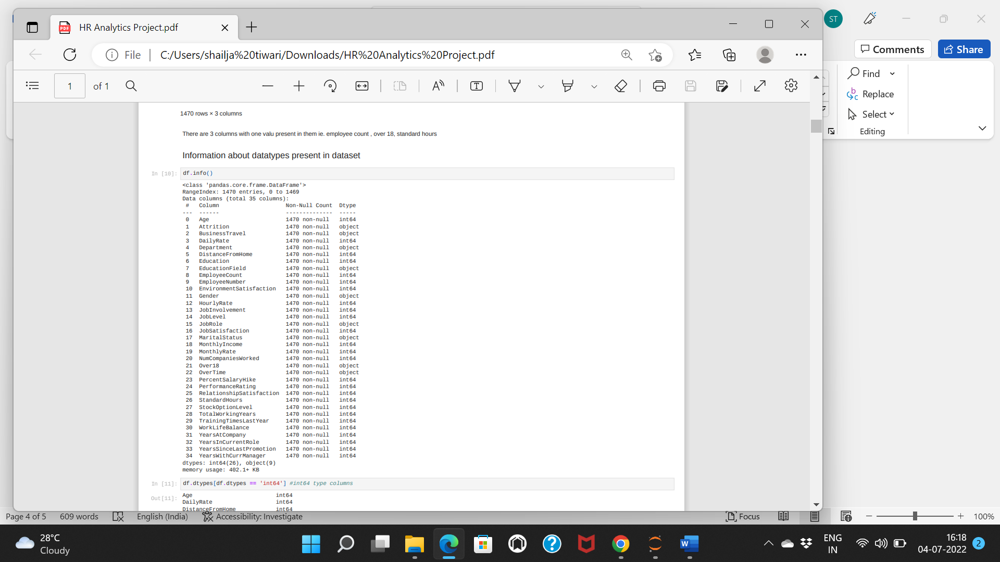 HR Analytics Project.pdf
ST
File
C:/Users/shailja%20tiwari/Downloads/HR%20Analytics%20Project.pdf
Comments
Share
1 of 1
Find
Replace
Select
Editing
1470 rows × 3 columns
There are 3 columns with one valu present in them ie. employee count , over 18, standard hours
Information about datatypes present in dataset
In [10]: df.info()
<class 'pandas.core.frame.DataFrame'>
RangeIndex: 1470 entries, 0 to 1469
Data columns (total 35 columns):
# Column Non-Null Count Dtype
--- ------ -------------- -----
0 Age 1470 non-null int64
1 Attrition 1470 non-null object
2 BusinessTravel 1470 non-null object
3 DailyRate 1470 non-null int64
4 Department 1470 non-null object
5 DistanceFromHome 1470 non-null int64
6 Education 1470 non-null int64
7 EducationField 1470 non-null object
8 EmployeeCount 1470 non-null int64
9 EmployeeNumber 1470 non-null int64
10 EnvironmentSatisfaction 1470 non-null int64
11 Gender 1470 non-null object
12 HourlyRate 1470 non-null int64
13 JobInvolvement 1470 non-null int64
14 JobLevel 1470 non-null int64
15 JobRole 1470 non-null object
16 JobSatisfaction 1470 non-null int64
17 MaritalStatus 1470 non-null object
18 MonthlyIncome 1470 non-null int64
19 MonthlyRate 1470 non-null int64
20 NumCompaniesWorked 1470 non-null int64
21 Over18 1470 non-null object
22 OverTime 1470 non-null object
23 PercentSalaryHike 1470 non-null int64
24 PerformanceRating 1470 non-null int64
25 RelationshipSatisfaction 1470 non-null int64
26 StandardHours 1470 non-null int64
27 StockOptionLevel 1470 non-null int64
28 TotalWorkingYears 1470 non-null int64
29 TrainingTimesLastYear 1470 non-null int64
30 WorkLifeBalance 1470 non-null int64
31 YearsAtCompany 1470 non-null int64
32 YearsInCurrentRole 1470 non-null int64
33 YearsSinceLastPromotion 1470 non-null int64
34 YearsWithCurrManager 1470 non-null int64
dtypes: int64(26), object(9)
memory usage: 402.1+ KB
In [11]: df.dtypes[df.dtypes == 'int64'] #int64 type columns
Out[11]: Age int64
DailyRate int64
DistanceFromHome int64
Page 4 of 5 609 words English (India) Accessibility: Investigate Focus 100%
28°C
Cloudy
ENG
IN
16:18
04-07-2022
2